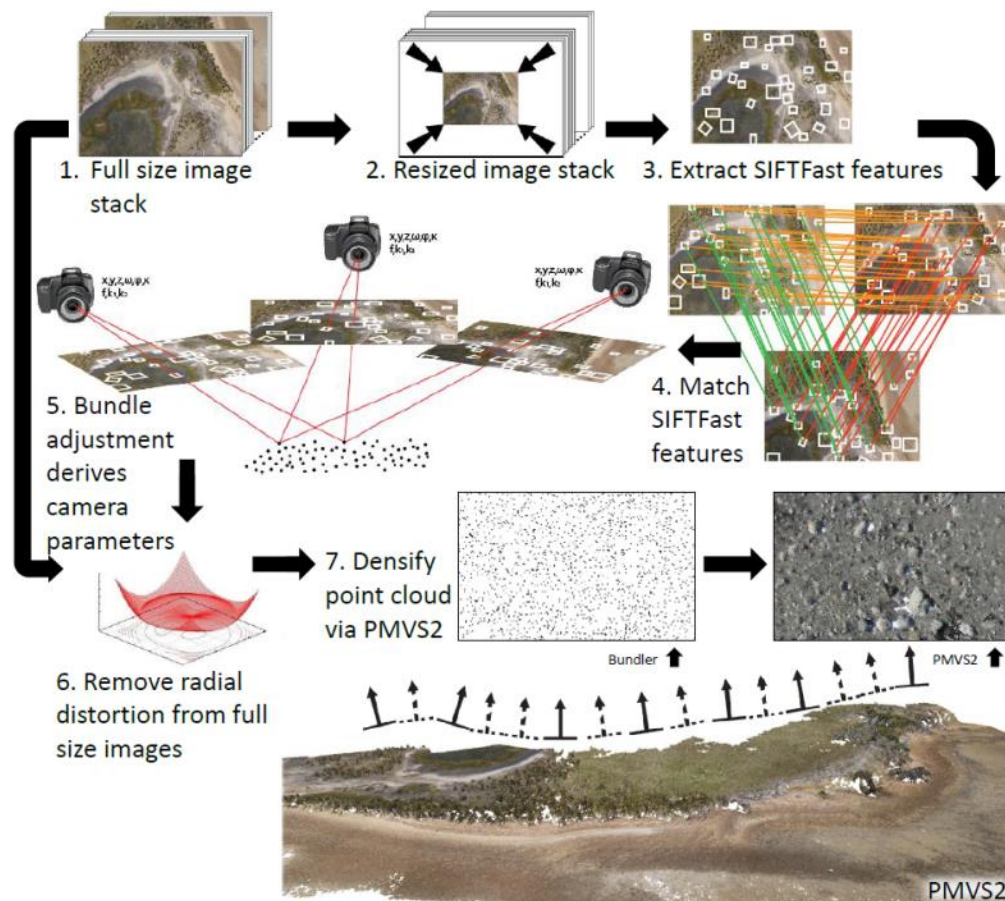 1. Full size image
stack
2. Resized image stack
3. Extract SIFTFast features
x,y,z,ω,φ,κ
f,k₁,k₂
x,y,z,ω,φ,κ
f,k₁,k₂
x,y,z,ω,φ,κ
f,k₁,k₂
4. Match
SIFTFast
features
5. Bundle
adjustment
derives
camera
parameters
6. Remove radial
distortion from full
size images
7. Densify
point cloud
via PMVS2
Bundler
PMVS2
PMVS2